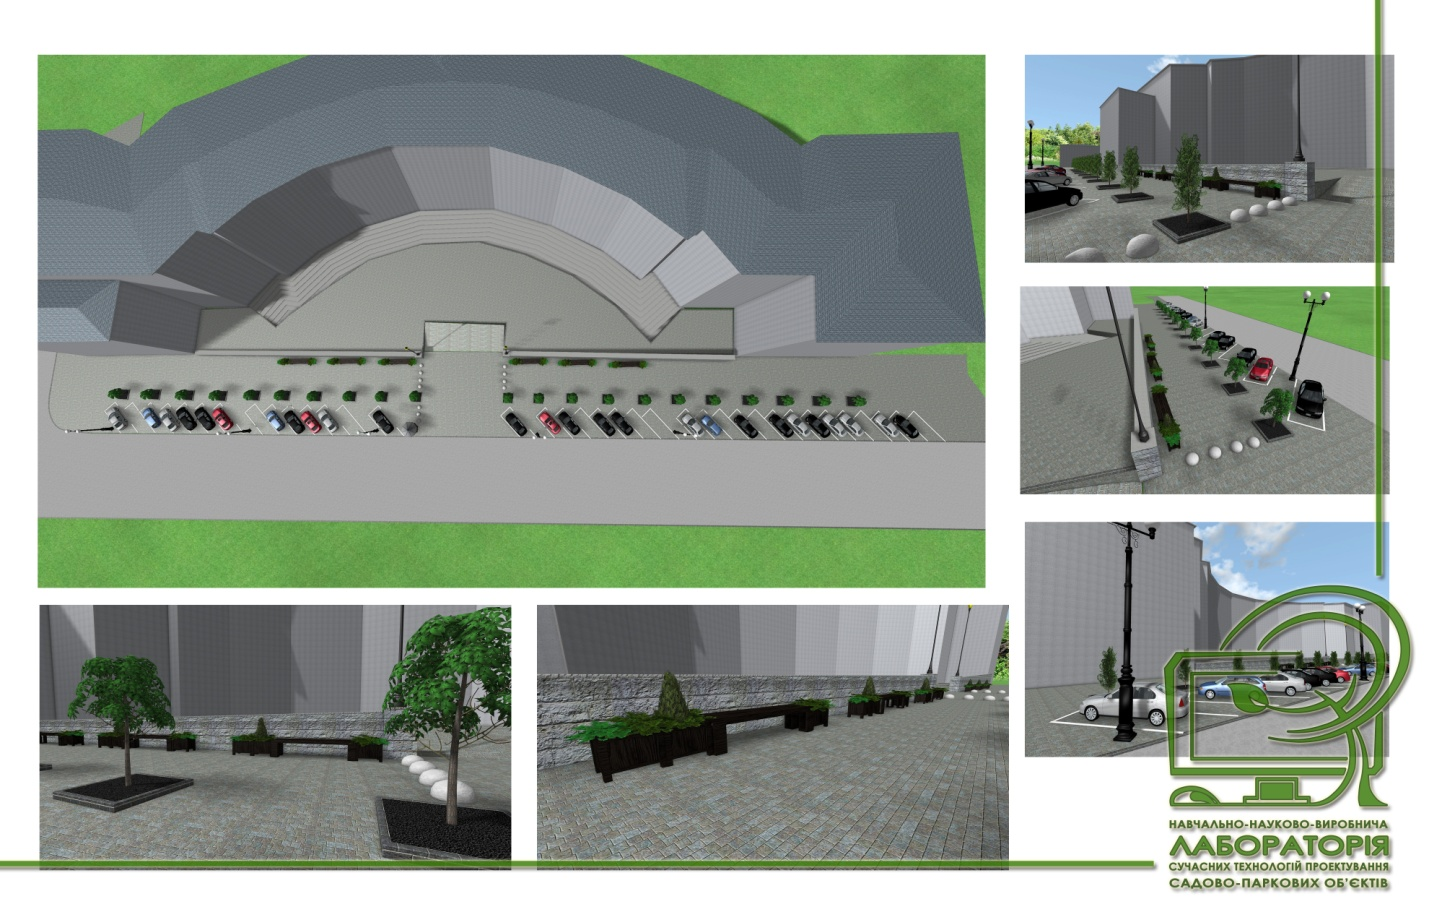 НАВЧАЛЬНО-НАУКОВО-ВИРОБНИЧА
ЛАБОРАТОРІЯ
СУЧАСНИХ ТЕХНОЛОГІЙ ПРОЕКТУВАННЯ
САДОВО-ПАРКОВИХ ОБ'ЄКТІВ